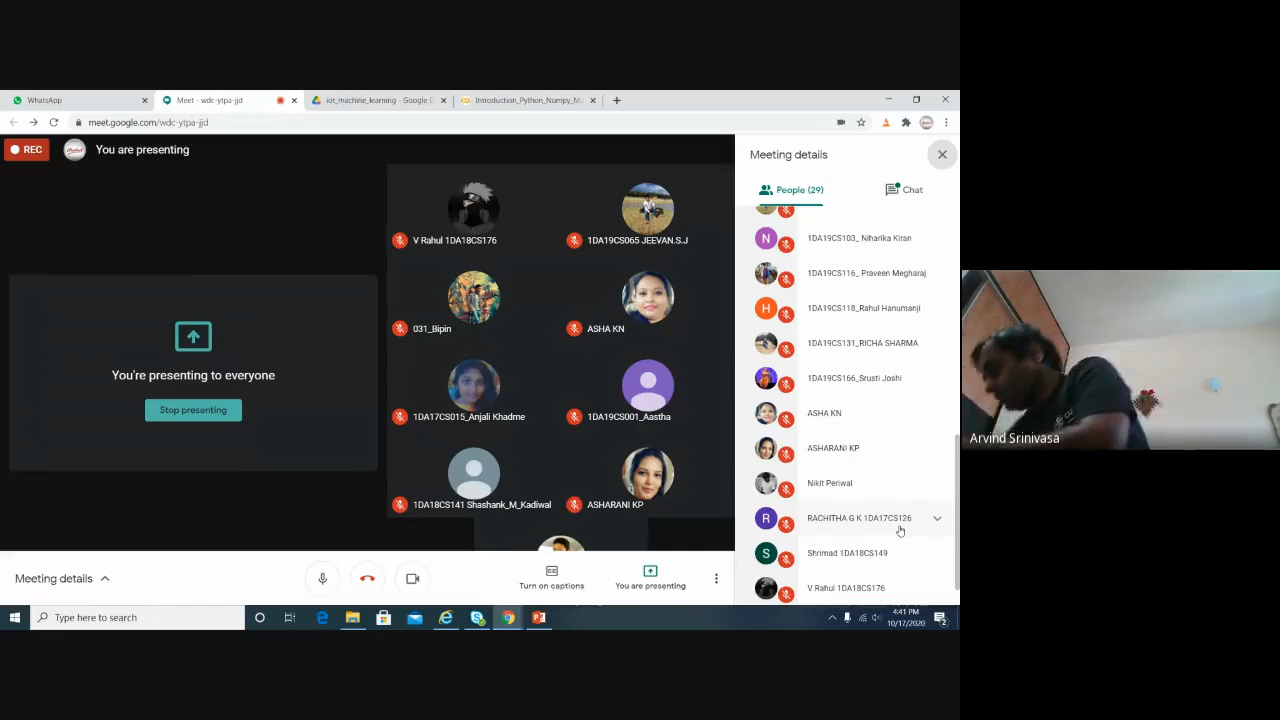 WhatsApp
Meet - wdc-ytpa-jjd
iot_machine_learning - Google D
Introduction_Python_Numpy_Ma
meet.google.com/wdc-ytpa-jjd
REC
You are presenting
Meeting details
People (29)
Chat
V Rahul 1DA18CS176
1DA19CS065 JEEVAN.S.J
031_Bipin
ASHA KN
1DA17CS015_Anjali Khadme
1DA19CS001_Aastha
1DA18CS141 Shashank_M_Kadiwal
ASHARANI KP
You're presenting to everyone
Stop presenting
1DA19CS103_ Niharika Kiran
1DA19CS116_ Praveen Megharaj
1DA19CS118_Rahul Hanumanji
1DA19CS131_RICHA SHARMA
1DA19CS166_Srusti Joshi
ASHA KN
ASHARANI KP
Nikit Periwal
RACHITHA G K 1DA17CS126
Shrimad 1DA18CS149
V Rahul 1DA18CS176
Arvind Srinivasa
Meeting details
Turn on captions
You are presenting
Type here to search
4:41 PM
10/17/2020